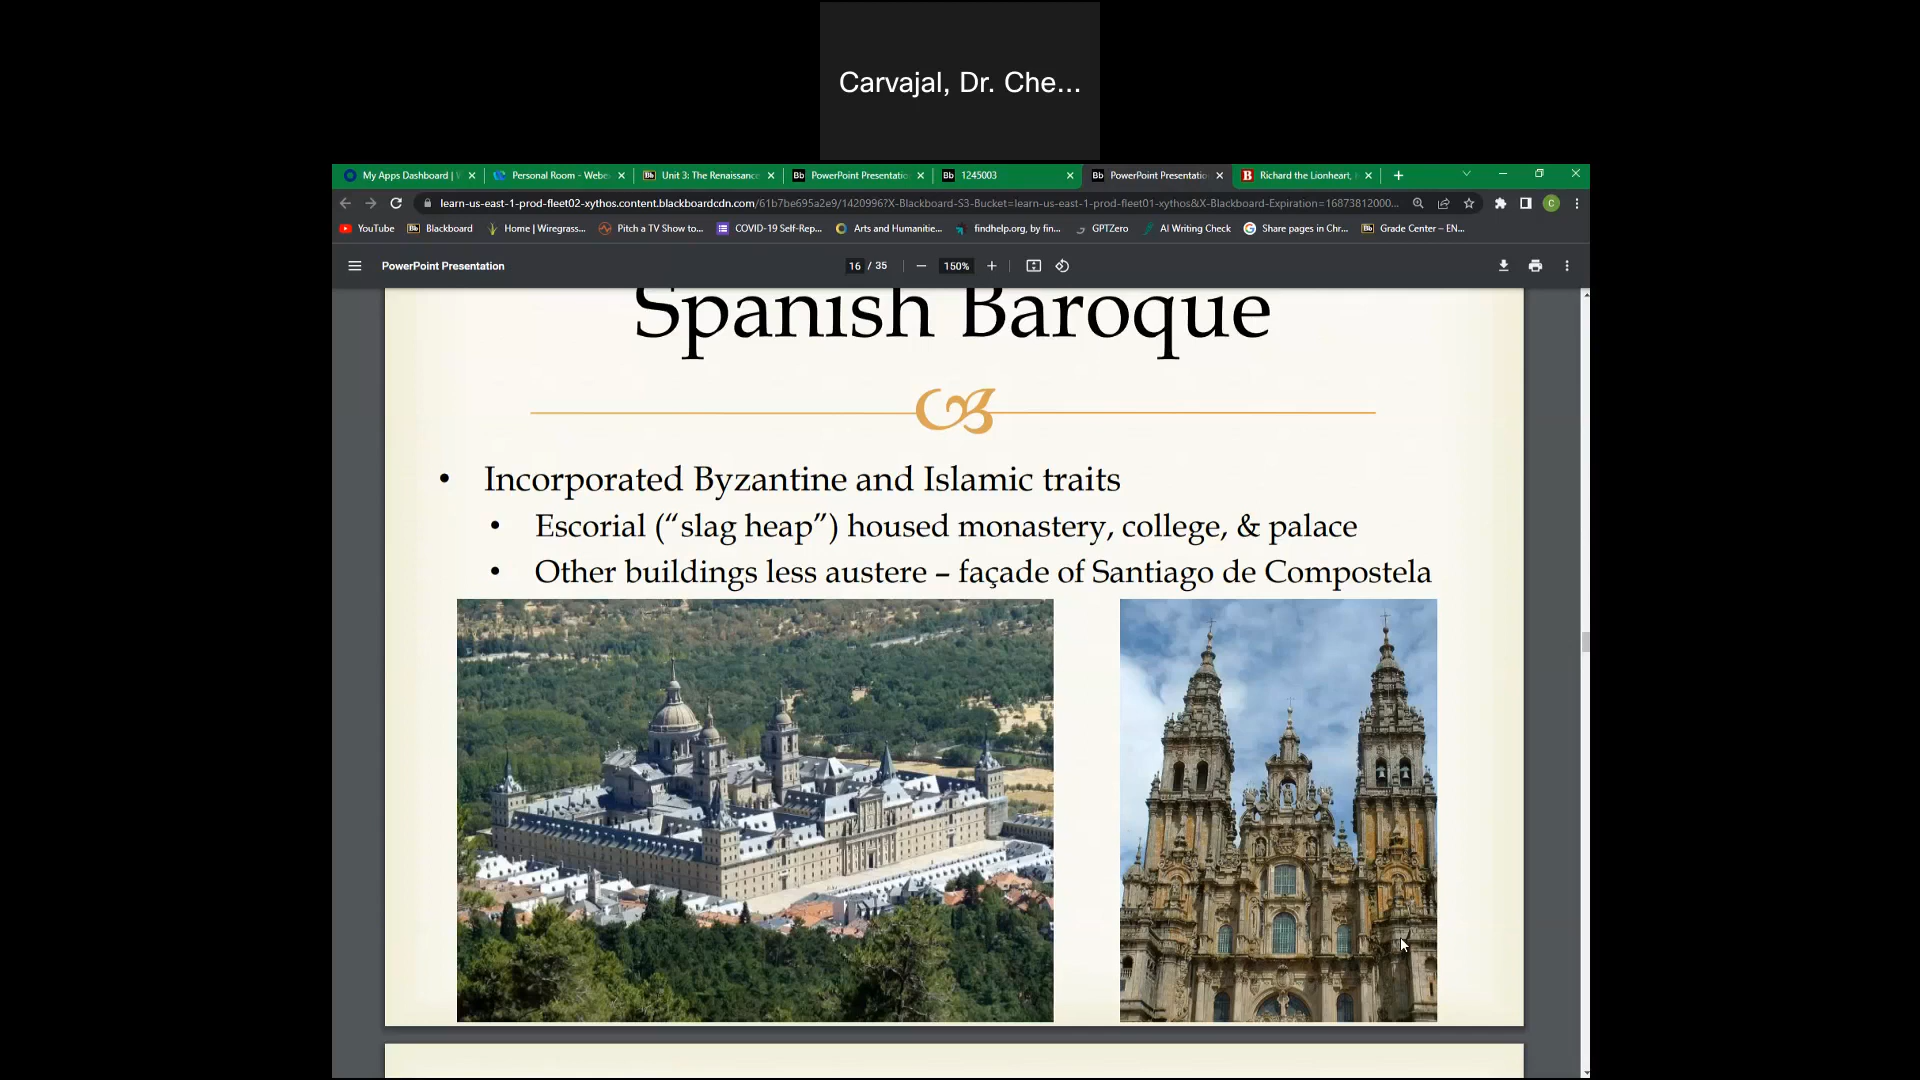 Carvajal, Dr. Che...
My Apps Dashboard |
Personal Room - Webe
Unit 3: The Renaissance
PowerPoint Presentatio
1245003
PowerPoint Presentatio
Richard the Lionheart,
learn-us-east-1-prod-fleet02-xythos.content.blackboardcdn.com/61b7be695a2e9/1420996?X-Blackboard-S3-Bucket=learn-us-east-1-prod-fleet01-xythos&X-Blackboard-Expiration=16873812000...
YouTube
Blackboard
Home | Wiregrass...
Pitch a TV Show to...
COVID-19 Self-Rep...
Arts and Humanitie...
findhelp.org, by fin...
GPTZero
AI Writing Check
Share pages in Chr...
Grade Center – EN...
PowerPoint Presentation
16 / 35
150%
Spanish Baroque
• Incorporated Byzantine and Islamic traits
• Escorial (“slag heap”) housed monastery, college, & palace
• Other buildings less austere – façade of Santiago de Compostela